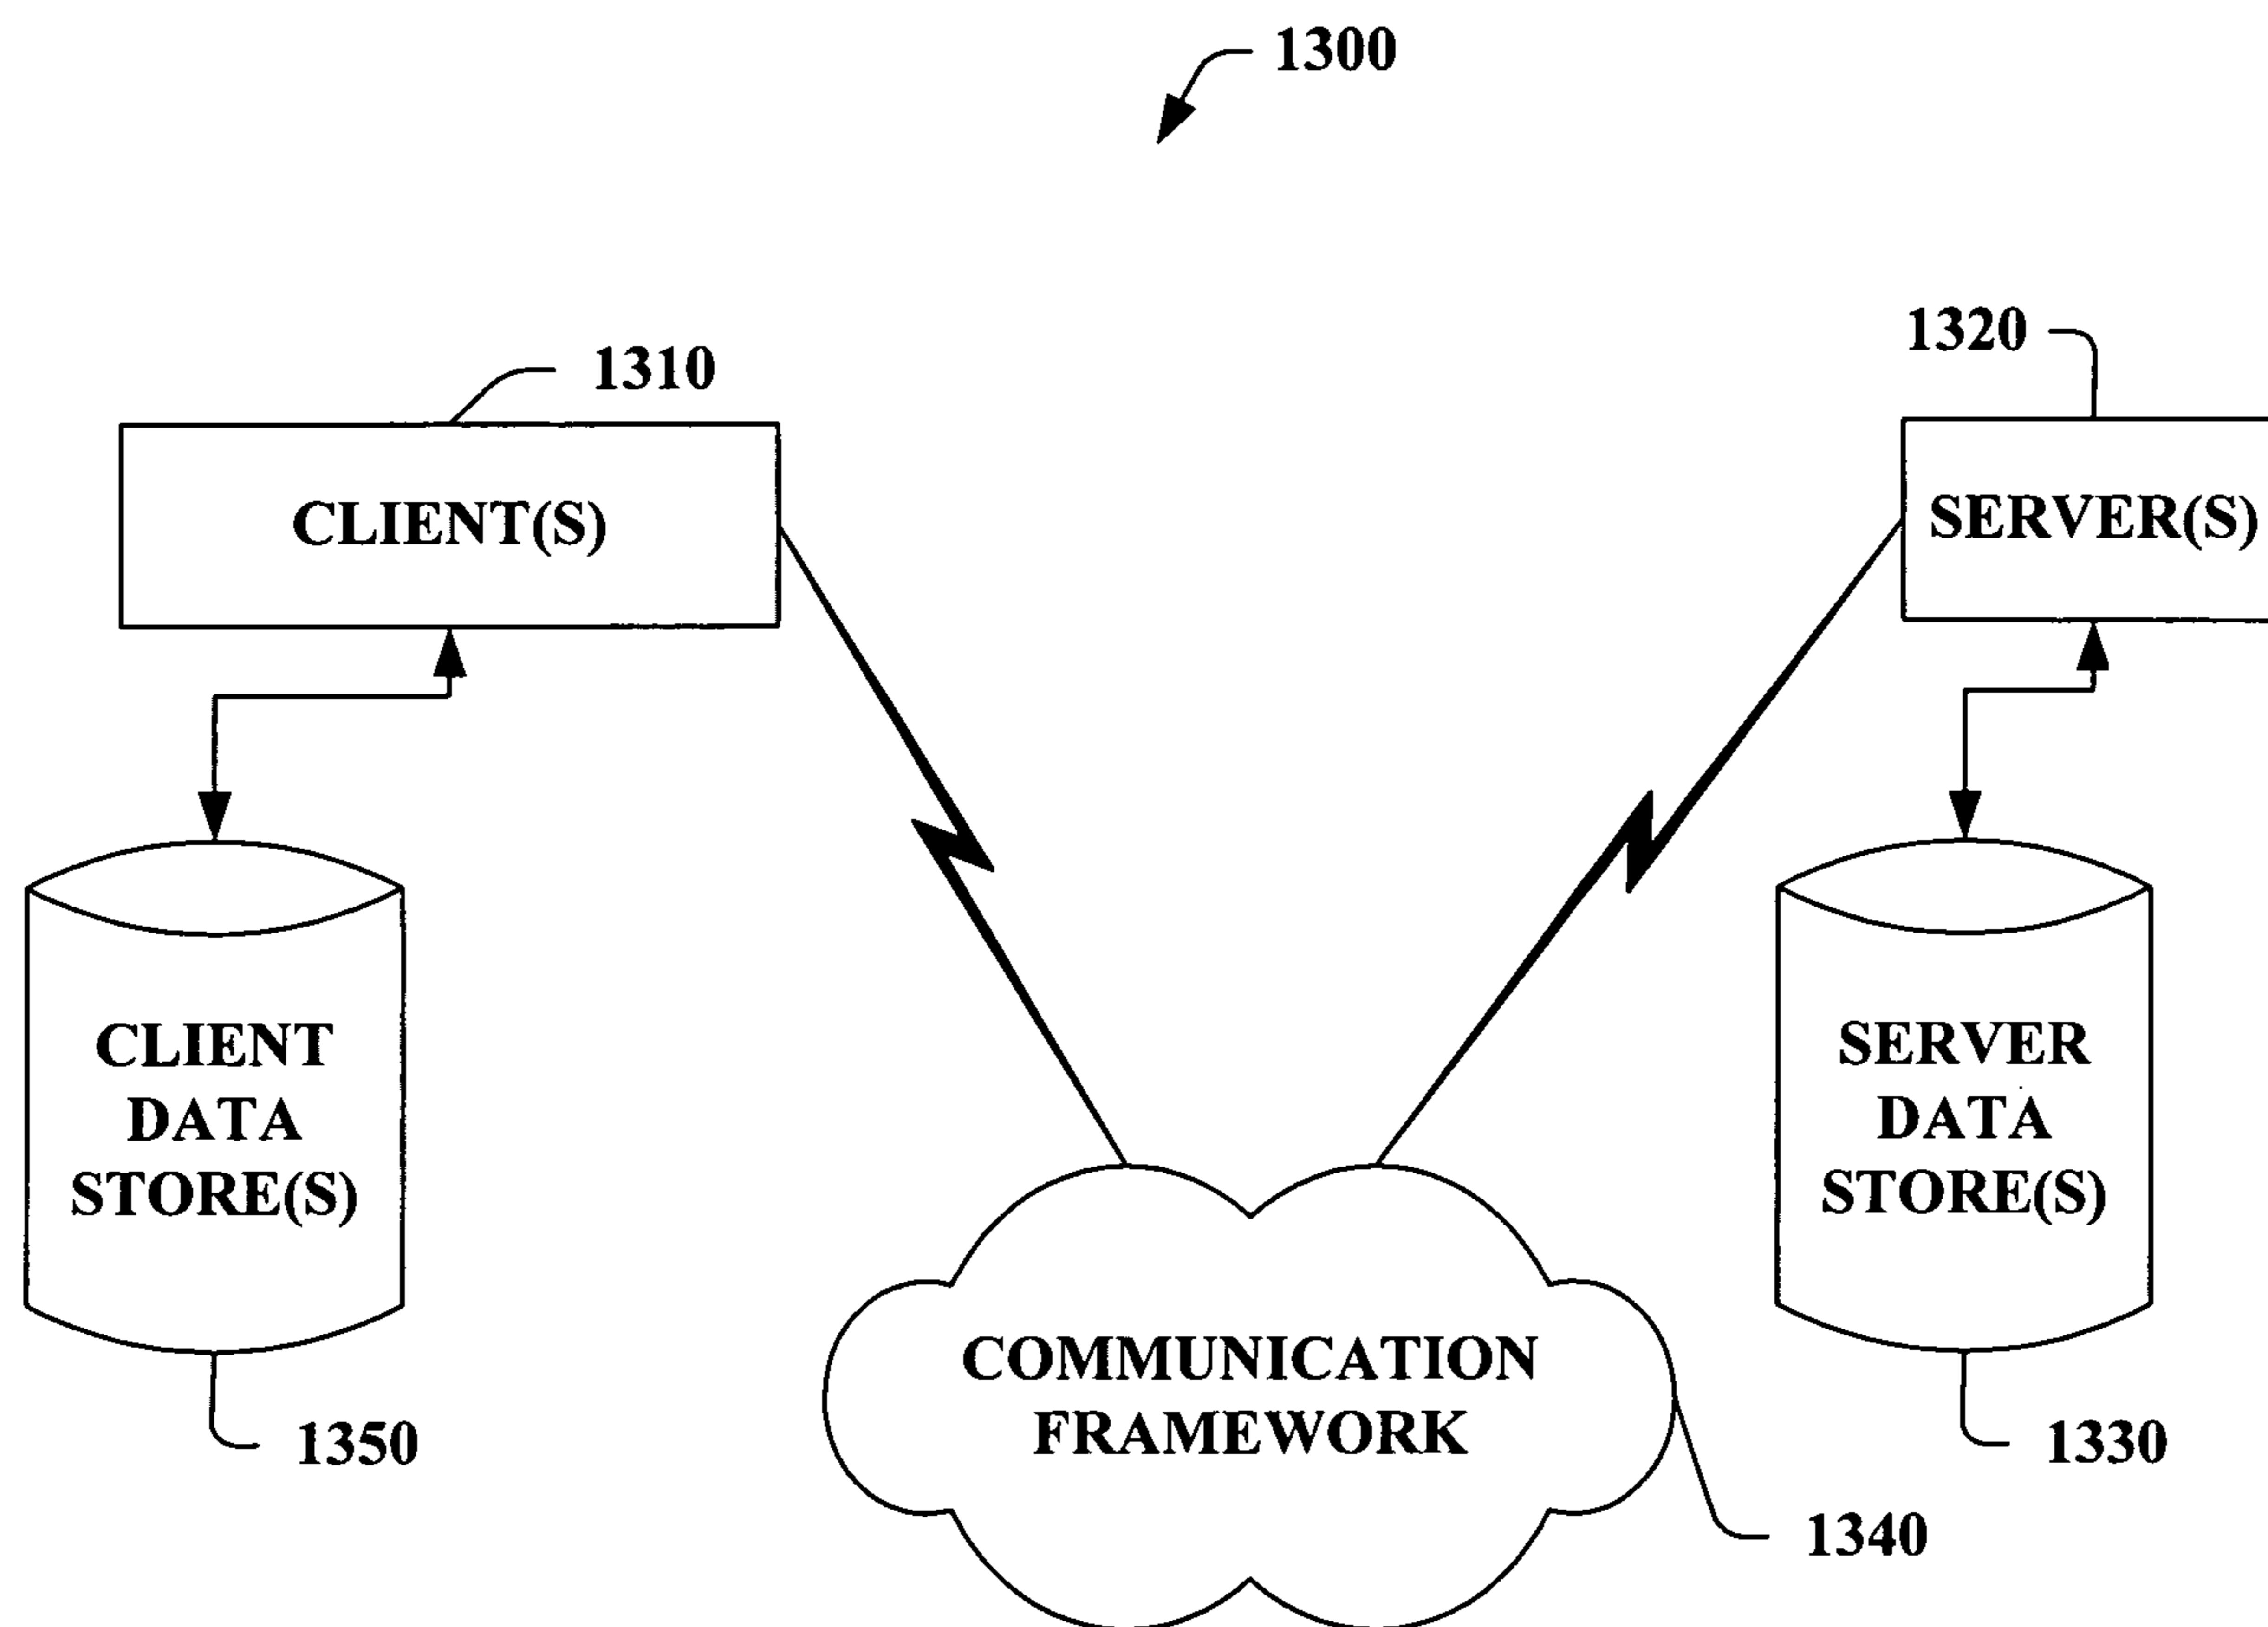 1300
1310
1320
CLIENT(S)
SERVER(S)
CLIENT
DATA
STORE(S)
SERVER
DATA
STORE(S)
COMMUNICATION
FRAMEWORK
1350
1330
1340